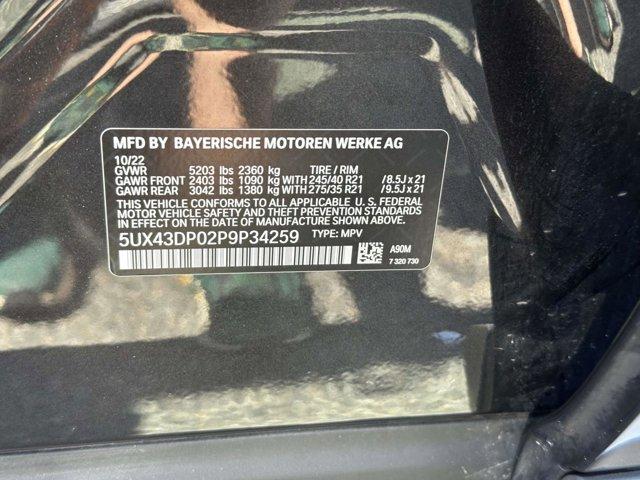 MFD BY BAYERISCHE MOTOREN WERKE AG
10/22
GVWR 5203 lbs 2360 kg TIRE / RIM
GAWR FRONT 2403 lbs 1090 kg WITH 245/40 R21 /8.5J x 21
GAWR REAR 3042 lbs 1380 kg WITH 275/35 R21 /9.5J x 21
THIS VEHICLE CONFORMS TO ALL APPLICABLE U. S. FEDERAL
MOTOR VEHICLE SAFETY AND THEFT PREVENTION STANDARDS
IN EFFECT ON THE DATE OF MANUFACTURE SHOWN ABOVE.
5UX43DP02P9P34259 TYPE: MPV
A90M
7 320 730